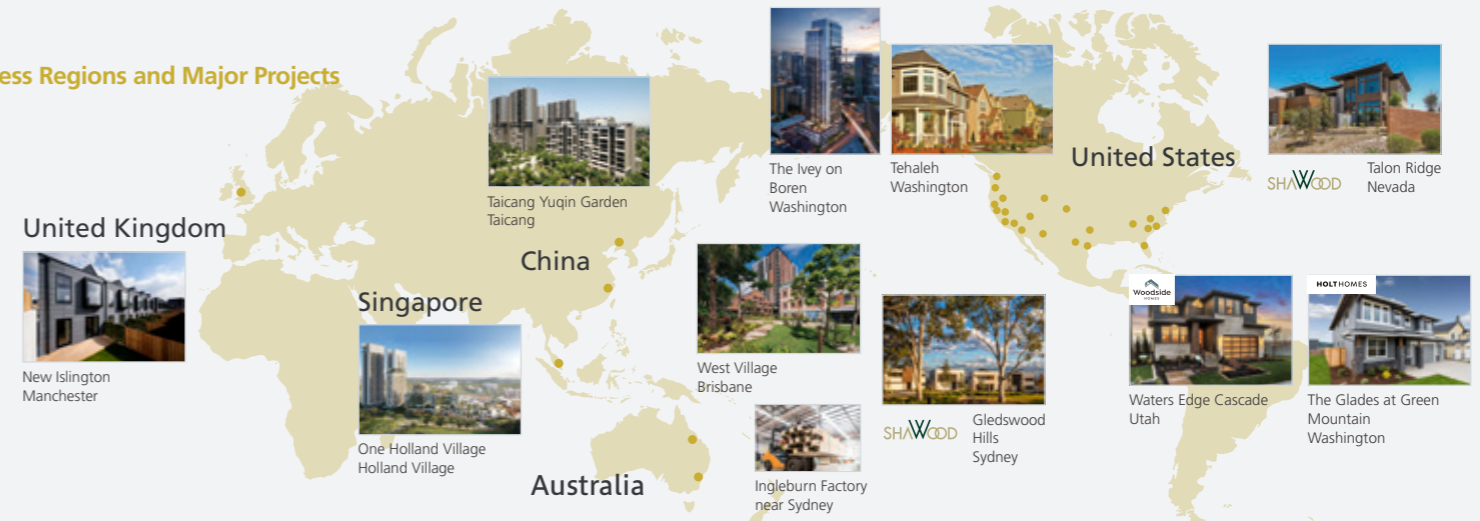 ess Regions and Major Projects
United Kingdom
New Islington
Manchester
Taicang Yuqin Garden
Taicang
China
Singapore
One Holland Village
Holland Village
The Ivey on
Boren
Washington
Tehaleh
Washington
West Village
Brisbane
Australia
Ingleburn Factory
near Sydney
SHAWOOD
Gledswood
Hills
Sydney
United States
SHAWOOD
Talon Ridge
Nevada
Woodside
HOMES
Waters Edge Cascade
Utah
HOLT HOMES
The Glades at Green
Mountain
Washington